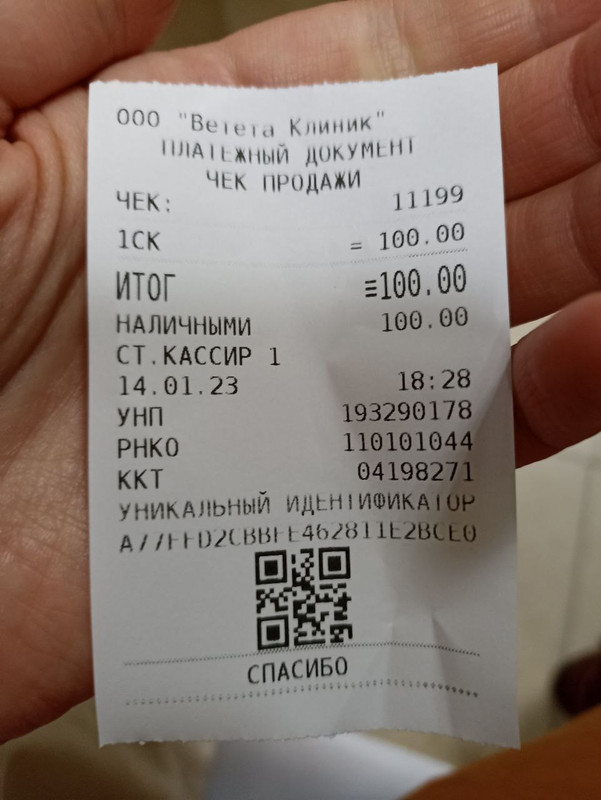 ООО "Ветета Клиник"
ПЛАТЕЖНЫЙ ДОКУМЕНТ
ЧЕК ПРОДАЖИ
ЧЕК: 11199
1СК = 100.00
ИТОГ ≡100.00
НАЛИЧНЫМИ 100.00
СТ.КАССИР 1
14.01.23 18:28
УНП 193290178
РНКО 110101044
ККТ 04198271
УНИКАЛЬНЫЙ ИДЕНТИФИКАТОР
СПАСИБО